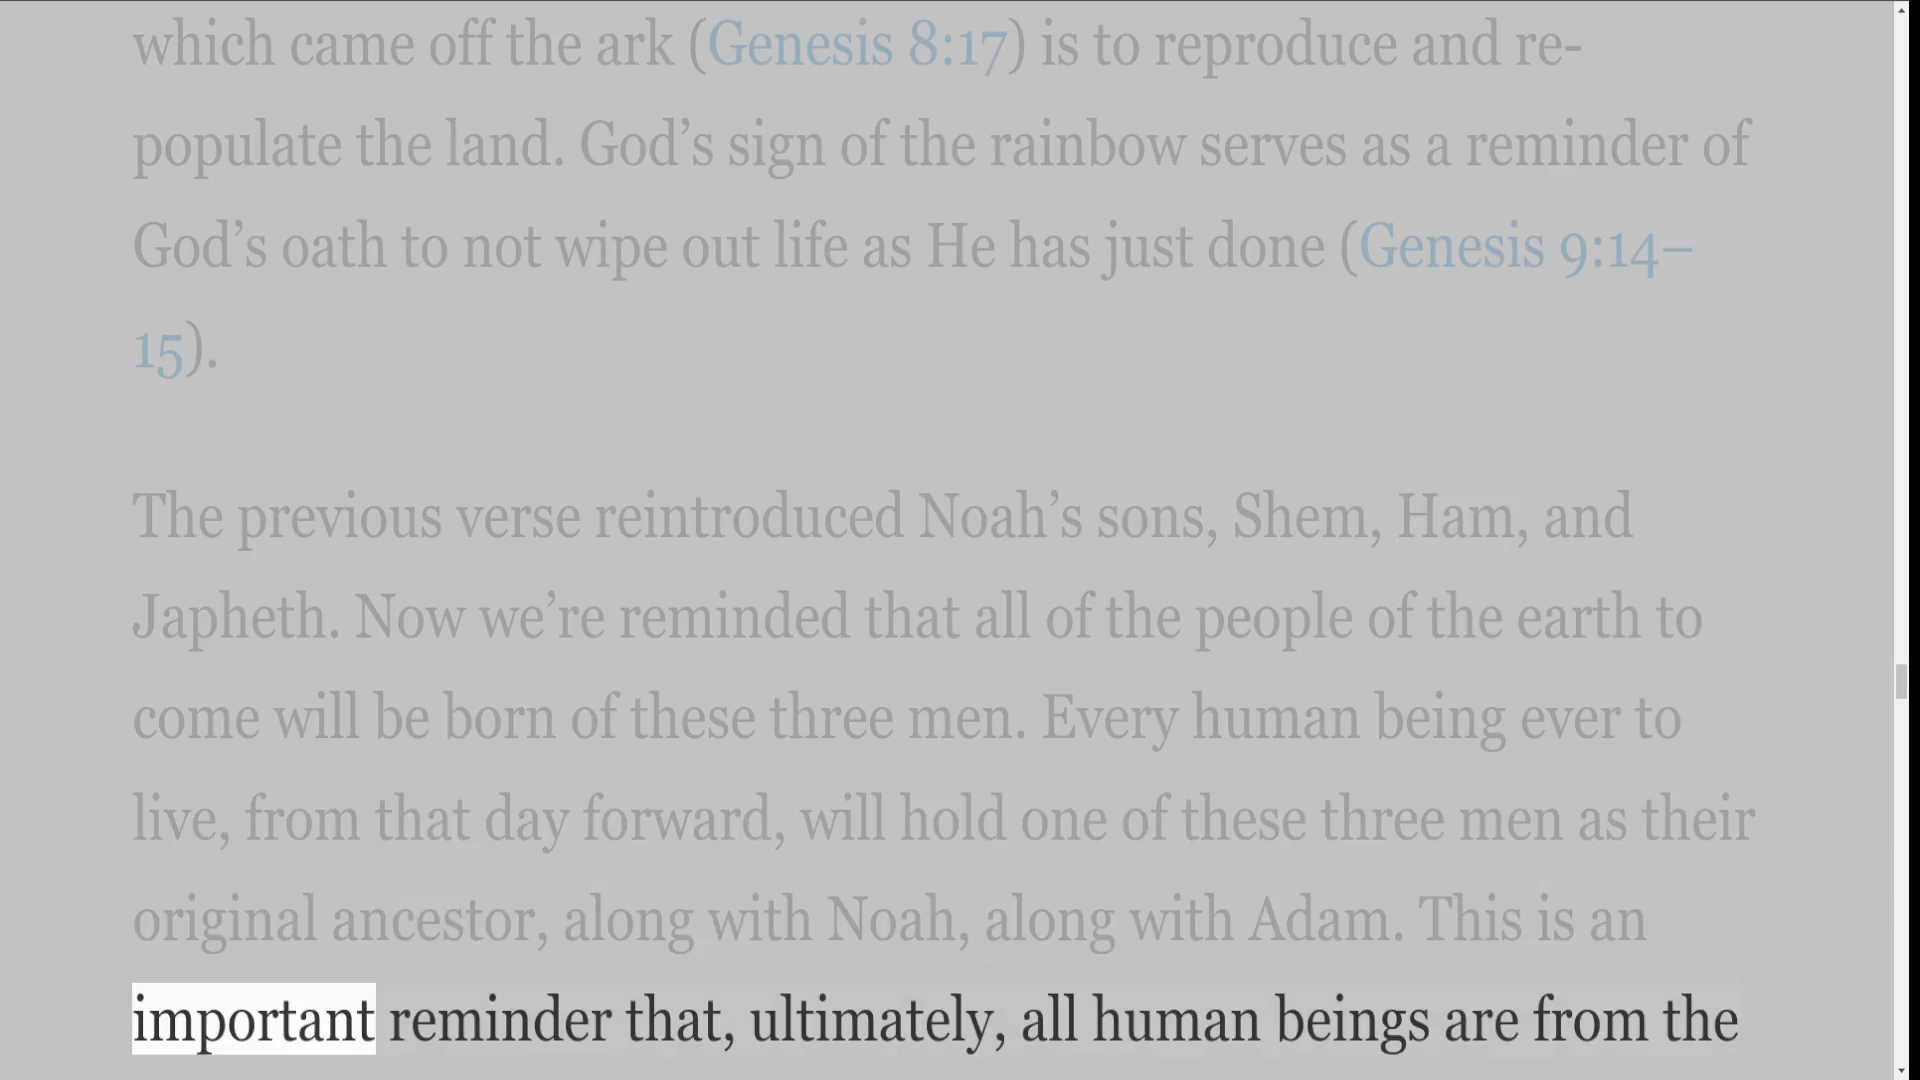 which came off the ark (Genesis 8:17) is to reproduce and re-
populate the land. God’s sign of the rainbow serves as a reminder of
God’s oath to not wipe out life as He has just done (Genesis 9:14–
15).
The previous verse reintroduced Noah’s sons, Shem, Ham, and
Japheth. Now we’re reminded that all of the people of the earth to
come will be born of these three men. Every human being ever to
live, from that day forward, will hold one of these three men as their
original ancestor, along with Noah, along with Adam. This is an
important reminder that, ultimately, all human beings are from the